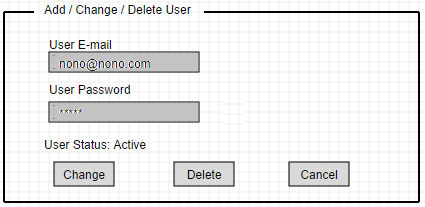 Add / Change / Delete User
User E-mail
nono@nono.com
User Password
*****
User Status: Active
Change Delete Cancel